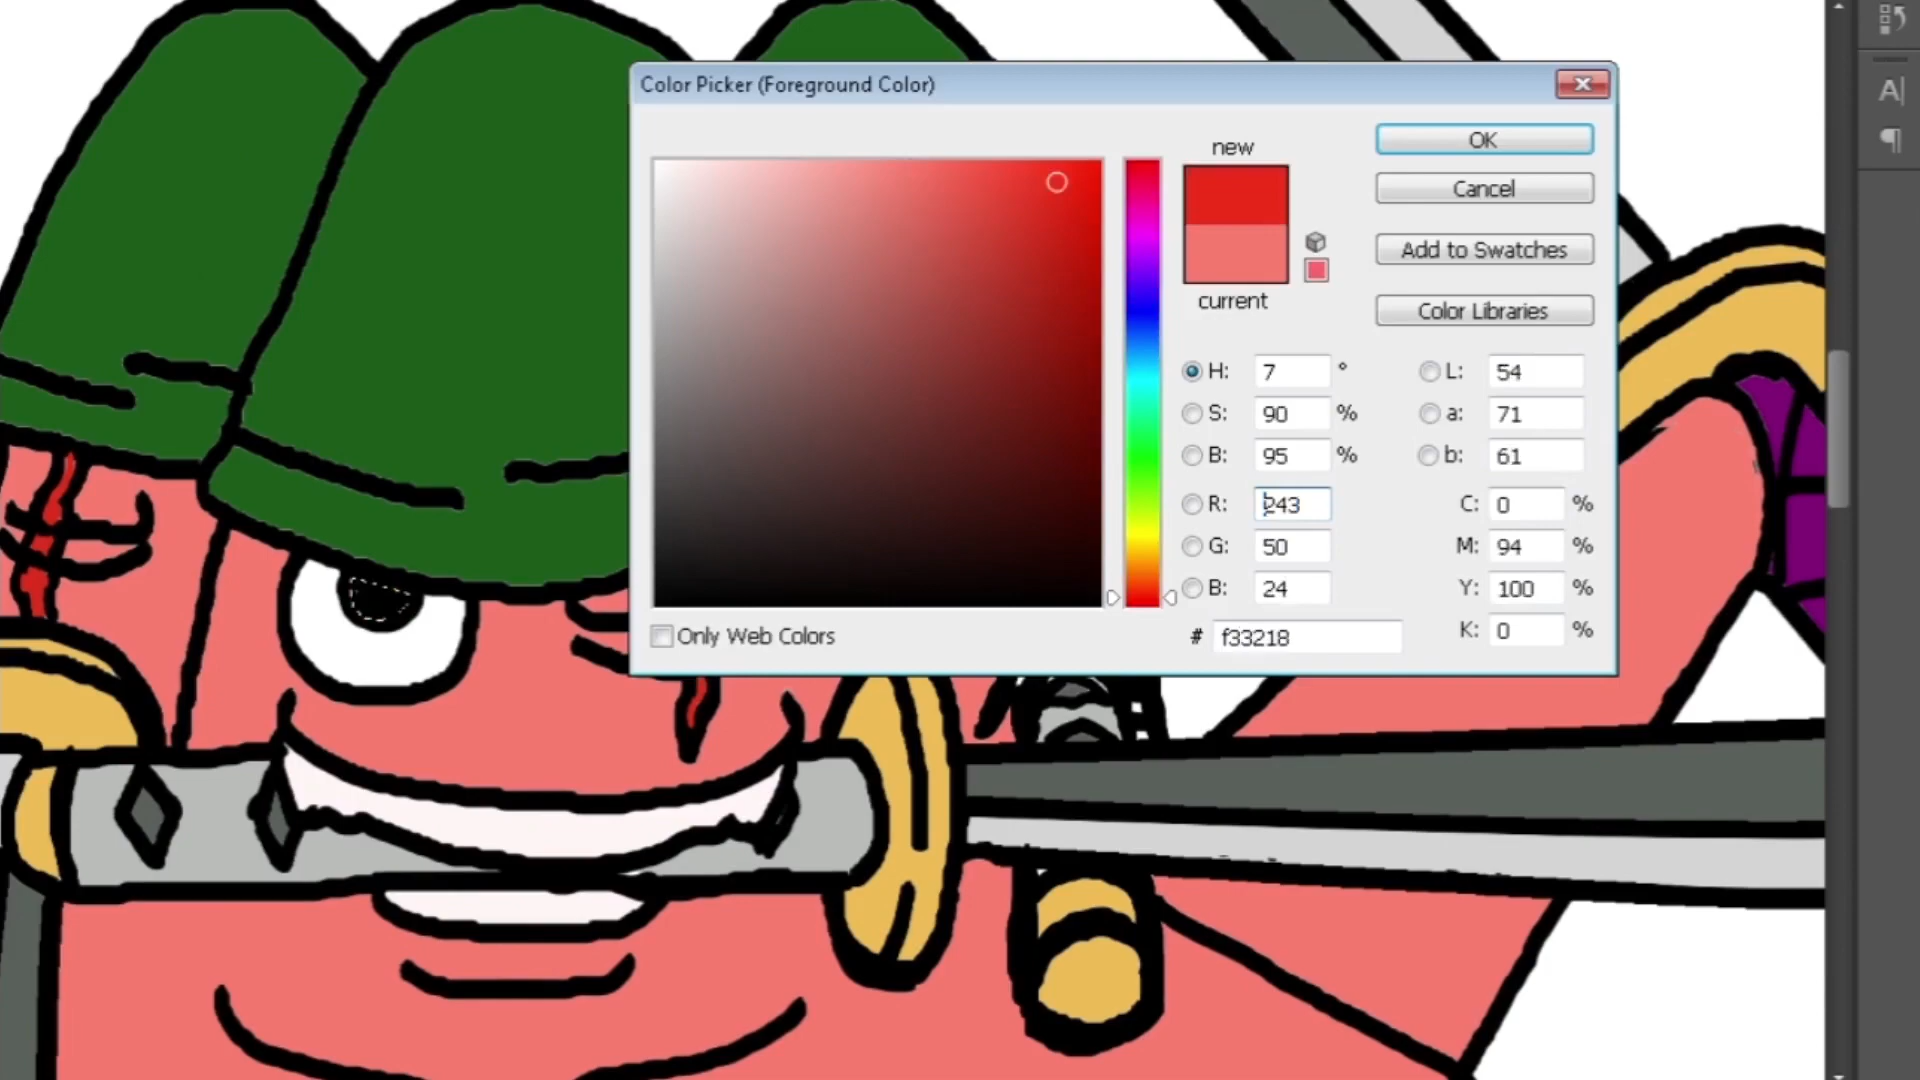 Color Picker (Foreground Color)
new
current
OK
Cancel
Add to Swatches
Color Libraries
H: 7 °
S: 90 %
B: 95 %
R: 243
G: 50
B: 24
# f33218
L: 54
a: 71
b: 61
C: 0 %
M: 94 %
Y: 100 %
K: 0 %
Only Web Colors
A|
¶